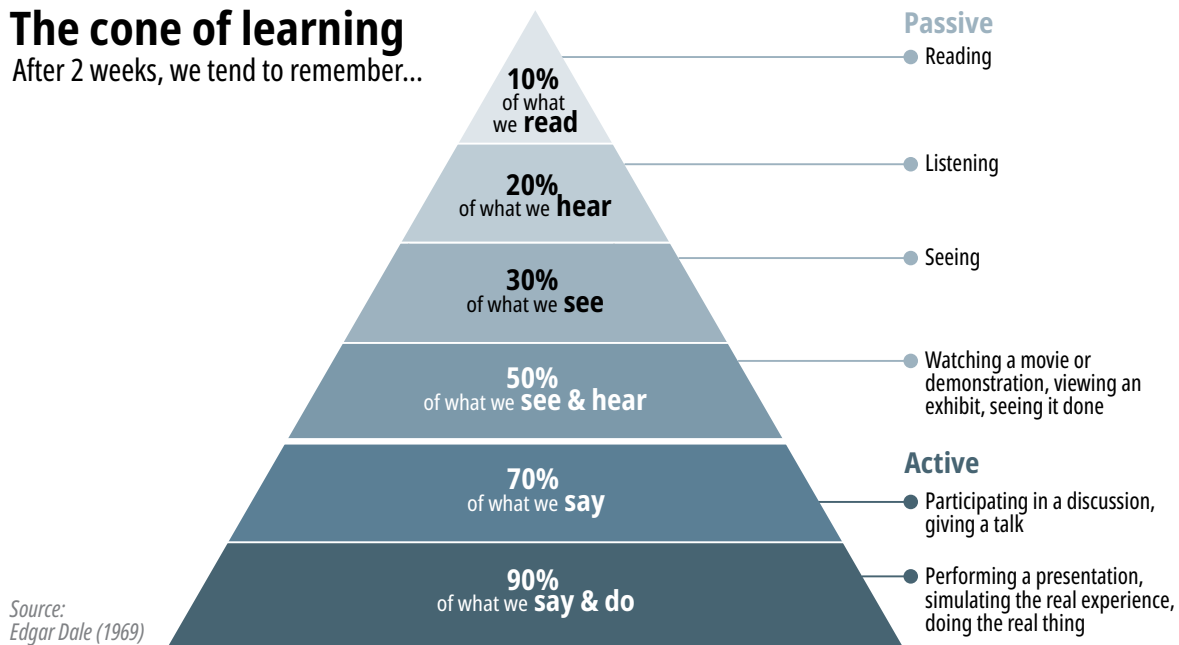 The cone of learning
After 2 weeks, we tend to remember...
10%
of what
we read
20%
of what we hear
30%
of what we see
50%
of what we see & hear
70%
of what we say
90%
of what we say & do
Passive
Reading
Listening
Seeing
Watching a movie or
demonstration, viewing an
exhibit, seeing it done
Active
Participating in a discussion,
giving a talk
Performing a presentation,
simulating the real experience,
doing the real thing
Source:
Edgar Dale (1969)